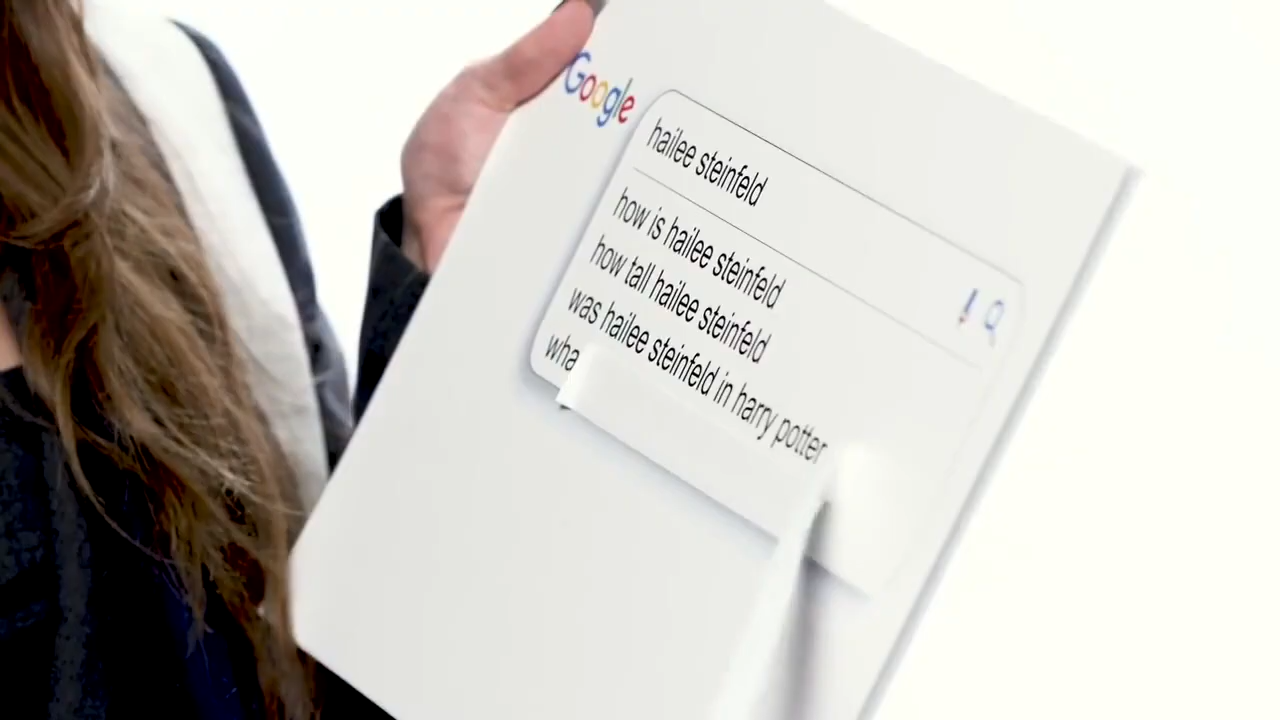 Google
hailee steinfeld
how is hailee steinfeld
how tall hailee steinfeld
was hailee steinfeld in harry potter
wha